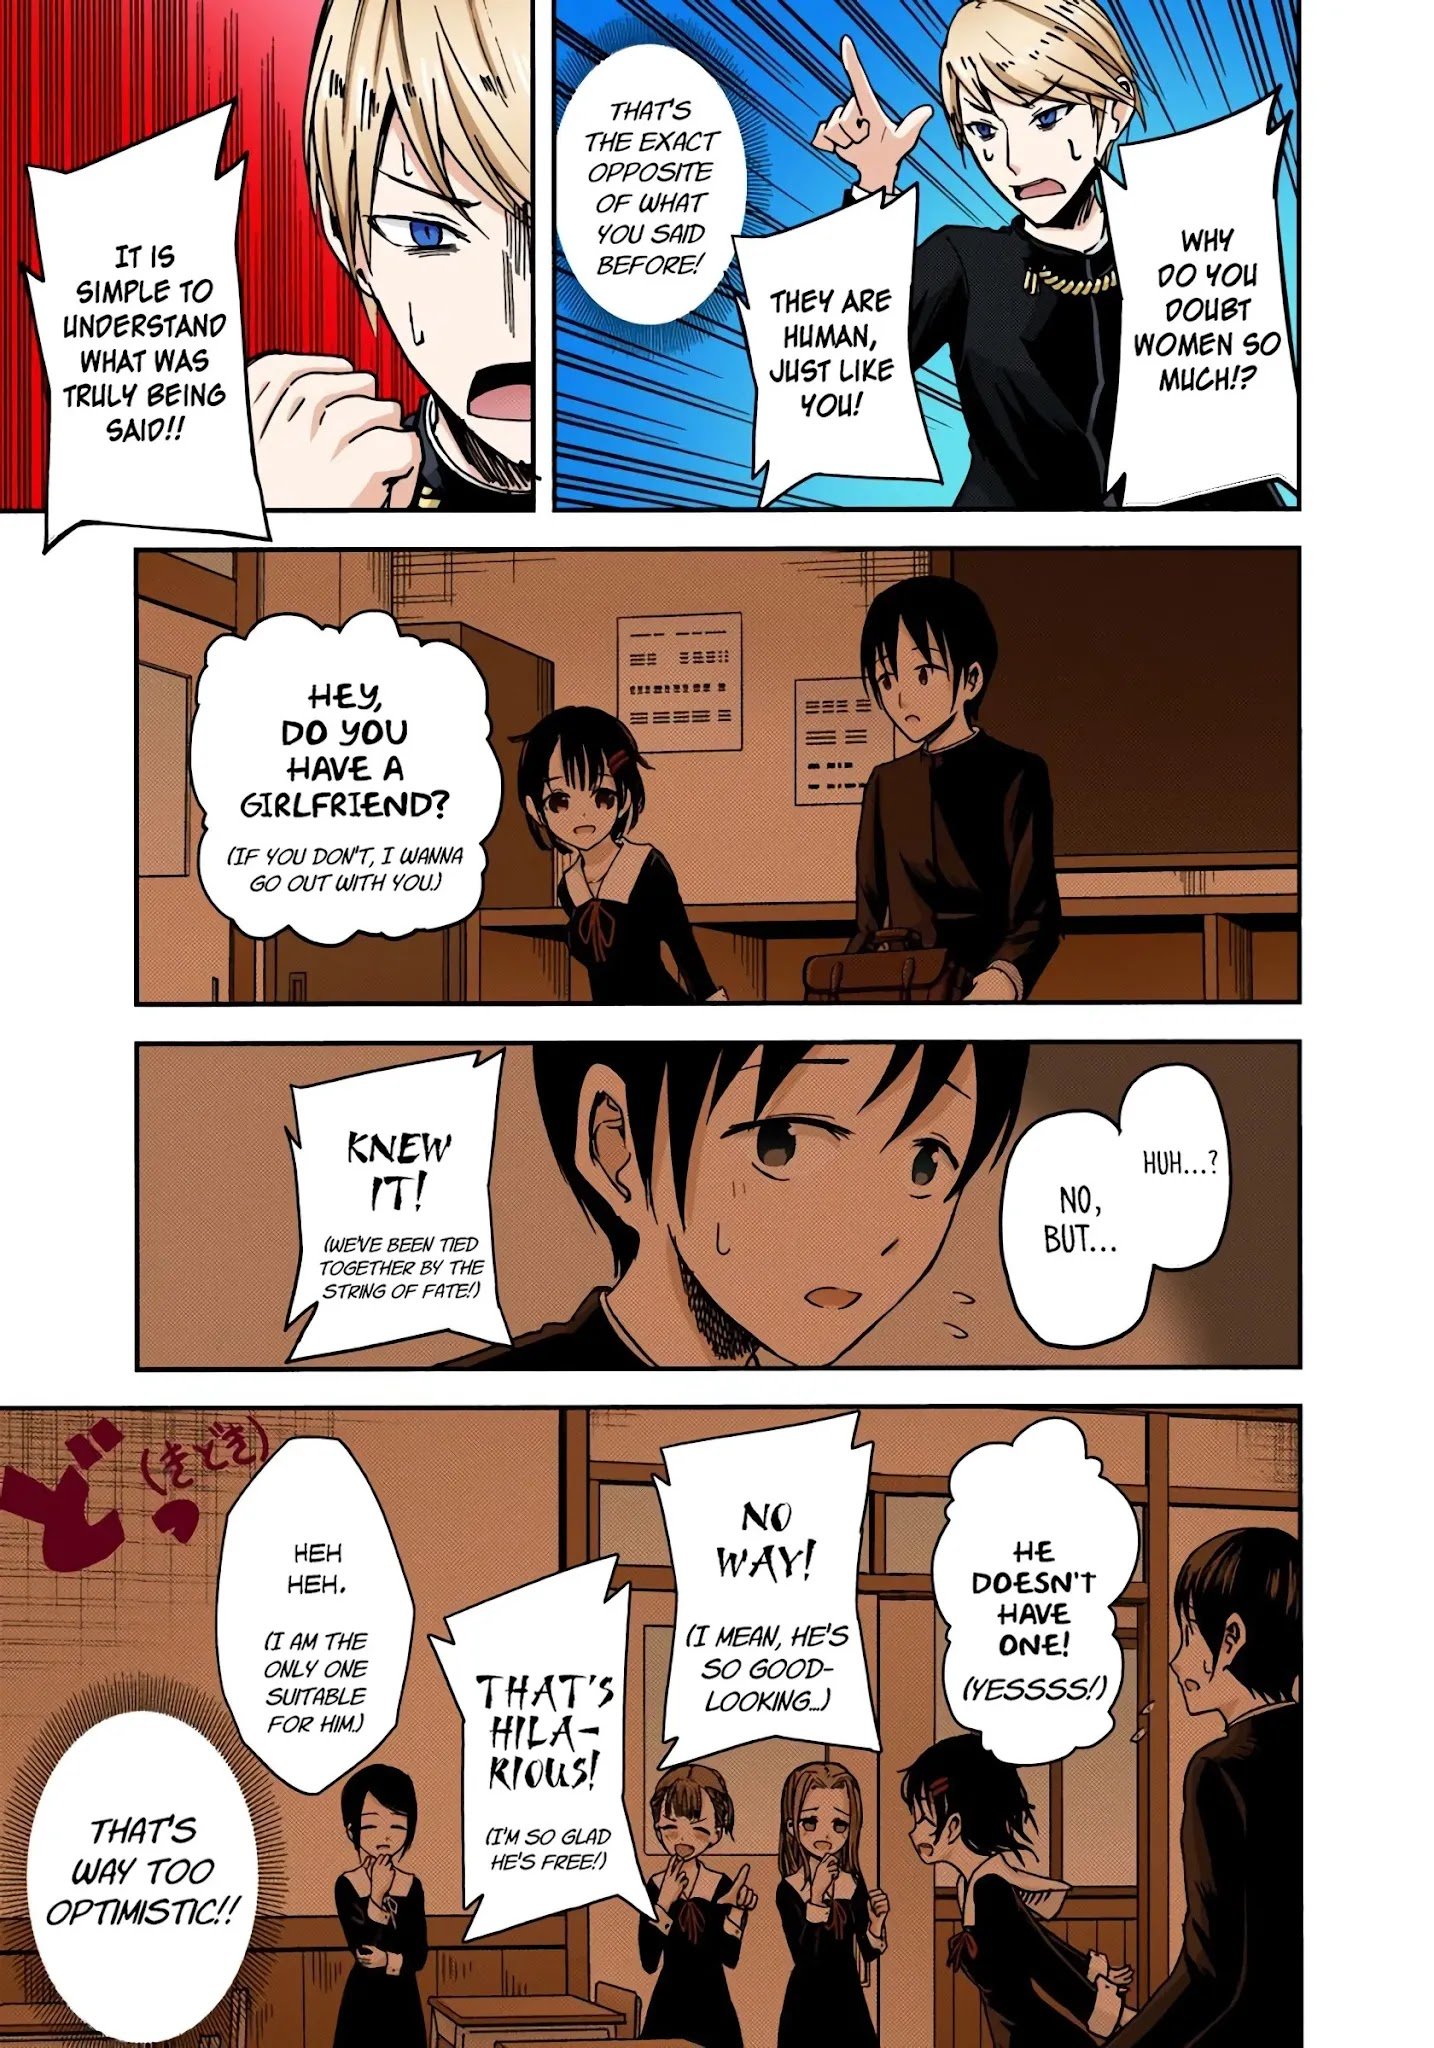 WHY
DO YOU
DOUBT
WOMEN SO
MUCH!?
THEY ARE
HUMAN,
JUST LIKE
YOU!
THAT'S
THE EXACT
OPPOSITE
OF WHAT
YOU SAID
BEFORE!
IT IS
SIMPLE TO
UNDERSTAND
WHAT WAS
TRULY BEING
SAID!!
HEY,
DO YOU
HAVE A
GIRLFRIEND?
(IF YOU DON'T, I WANNA
GO OUT WITH YOU.)
HUH...?
NO,
BUT...
KNEW
IT!
(WE'VE BEEN TIED
TOGETHER BY THE
STRING OF FATE!)
HE
DOESN'T
HAVE
ONE!
(YESSSS!)
NO
WAY!
(I MEAN, HE'S
SO GOOD-
LOOKING...)
THAT'S
HILA-
RIOUS!
(I'M SO GLAD
HE'S FREE!)
HEH
HEH.
(I AM THE
ONLY ONE
SUITABLE
FOR HIM.)
どっ
(きどき)
THAT'S
WAY TOO
OPTIMISTIC!!